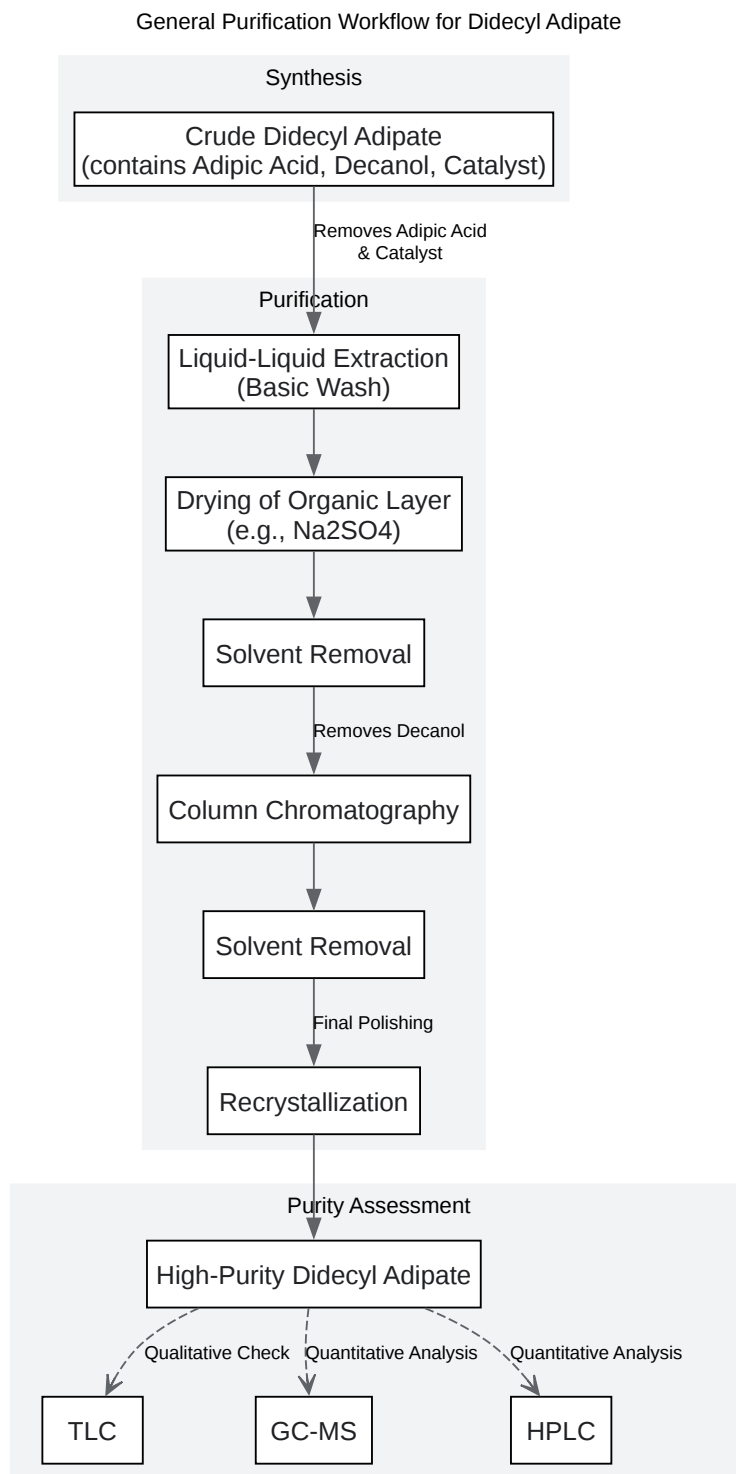 General Purification Workflow for Didecyl Adipate
Synthesis
Crude Didecyl Adipate
(contains Adipic Acid, Decanol, Catalyst)
Removes Adipic Acid
& Catalyst
Purification
Liquid-Liquid Extraction
(Basic Wash)
Drying of Organic Layer
(e.g., Na2SO4)
Solvent Removal
Removes Decanol
Column Chromatography
Solvent Removal
Final Polishing
Recrystallization
Purity Assessment
High-Purity Didecyl Adipate
Qualitative Check
Quantitative Analysis
Quantitative Analysis
TLC
GC-MS
HPLC